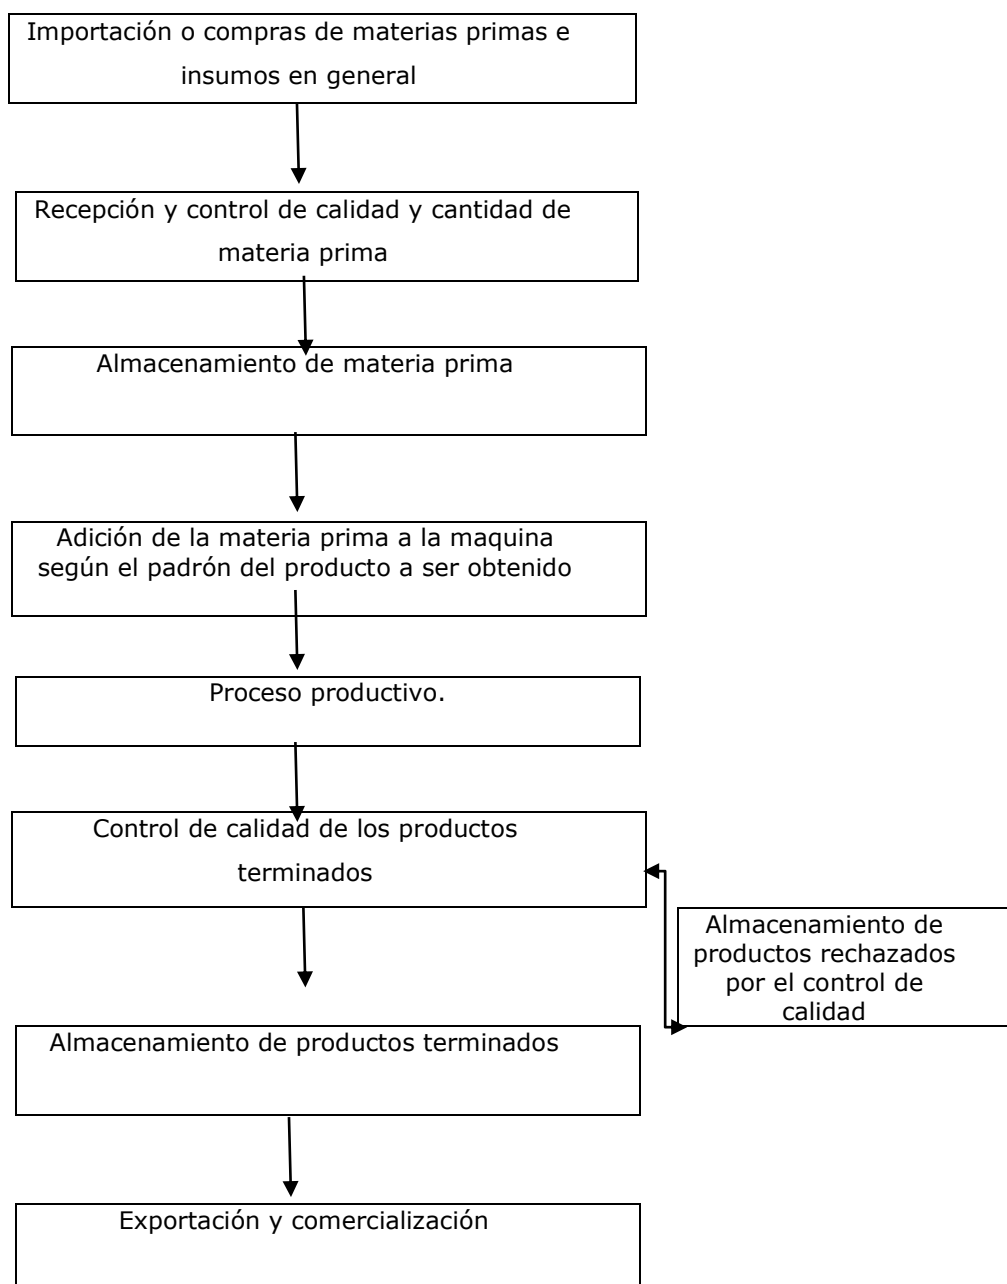 Importación o compras de materias primas e
insumos en general
Recepción y control de calidad y cantidad de
materia prima
Almacenamiento de materia prima
Adición de la materia prima a la maquina
según el padrón del producto a ser obtenido
Proceso productivo.
Control de calidad de los productos
terminados
Almacenamiento de
productos rechazados
por el control de
calidad
Almacenamiento de productos terminados
Exportación y comercialización